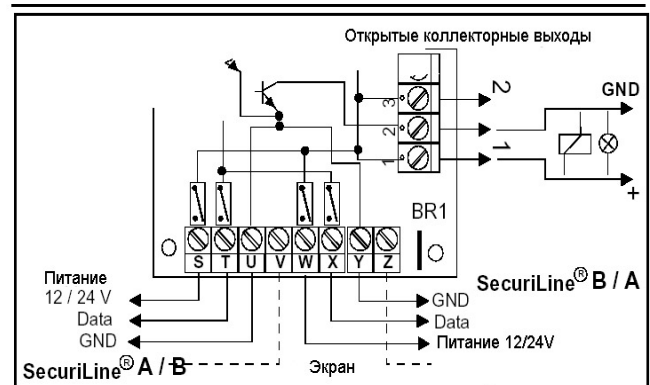 Открытые коллекторные выходы
GND
3
2
2
1
1
+
BR1
S T U V W X Y Z
SecuriLine® B / A
Питание
12 / 24 V
Data
GND
GND
Data
Питание 12/24V
SecuriLine® A / B
Экран